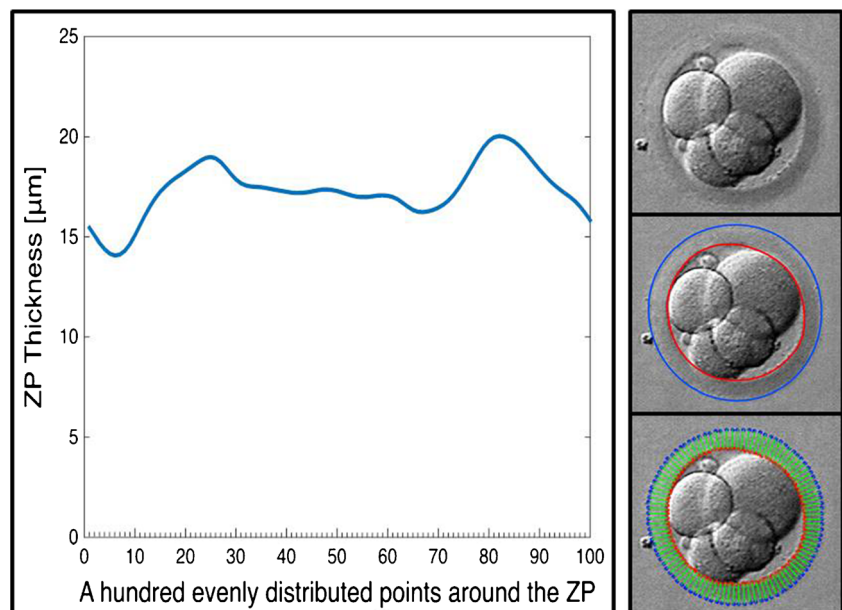 25
20
15
10
5
0
ZP Thickness [µm]
0 10 20 30 40 50 60 70 80 90 100
A hundred evenly distributed points around the ZP